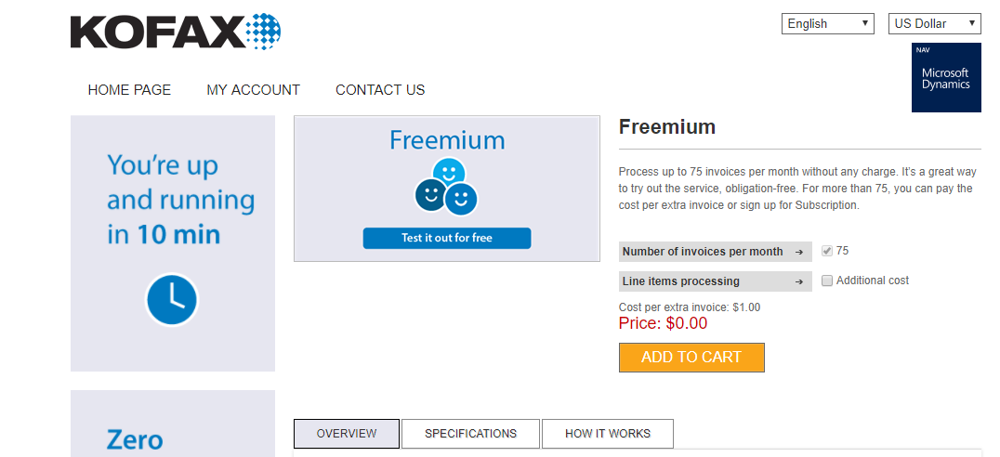 KOFAX
English
US Dollar
NAV
Microsoft
Dynamics
HOME PAGE
MY ACCOUNT
CONTACT US
You're up
and running
in 10 min
Zero
Freemium
Test it out for free
Freemium
Process up to 75 invoices per month without any charge. It's a great way
to try out the service, obligation-free. For more than 75, you can pay the
cost per extra invoice or sign up for Subscription.
Number of invoices per month ➔ 75
Line items processing ➔ Additional cost
Cost per extra invoice: $1.00
Price: $0.00
ADD TO CART
OVERVIEW
SPECIFICATIONS
HOW IT WORKS